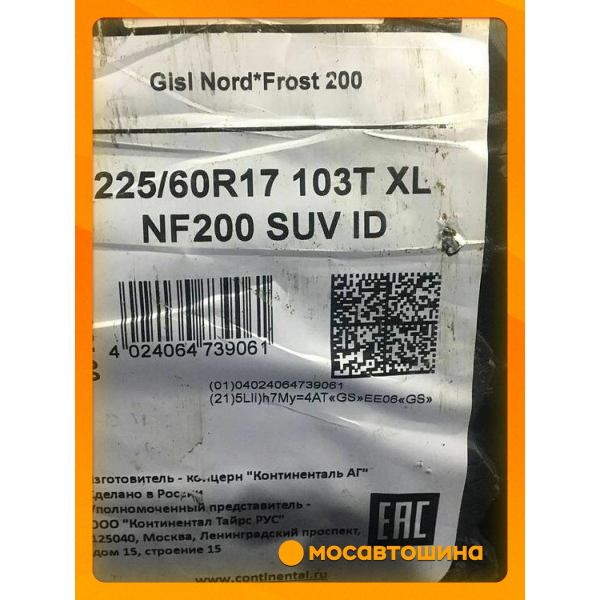 Gisl Nord*Frost 200
225/60R17 103T XL
NF200 SUV ID
4 024064 739061
(01)04024064739061
(21)5LIi)h7My=4AT«GS»EE06«GS»
зготовитель - концерн "Континенталь АГ"
делано в России
Уполномоченный представитель -
ООО "Континентал Тайрс РУС"
125040, Москва, Ленинградский проспект,
дом 15, строение 15
www.continental.ru
EAC
МОСАВТОШИНА